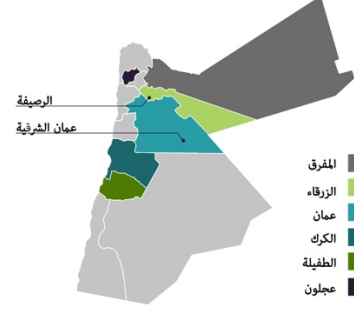 الرصيفة
عمان الشرقية
المفرق
الزرقاء
عمان
الكرك
الطفيلة
عجلون